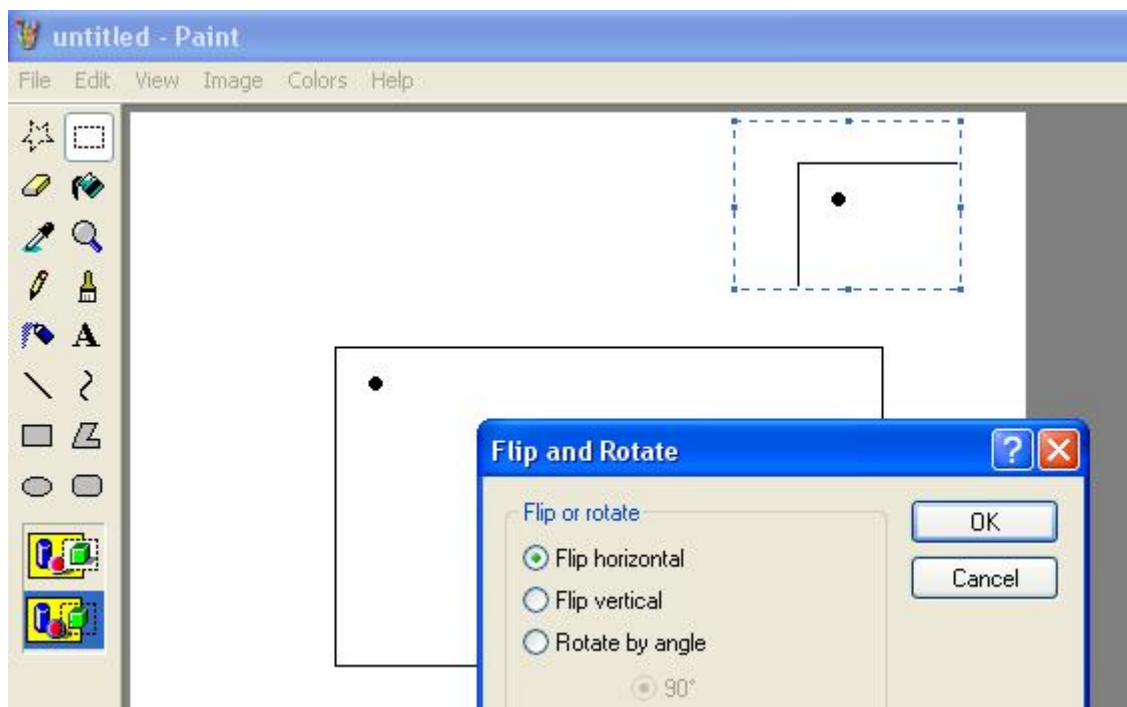 untitled - Paint
File Edit View Image Colors Help
A
Flip and Rotate
Flip or rotate
OK
Flip horizontal
Cancel
Flip vertical
Rotate by angle
90°